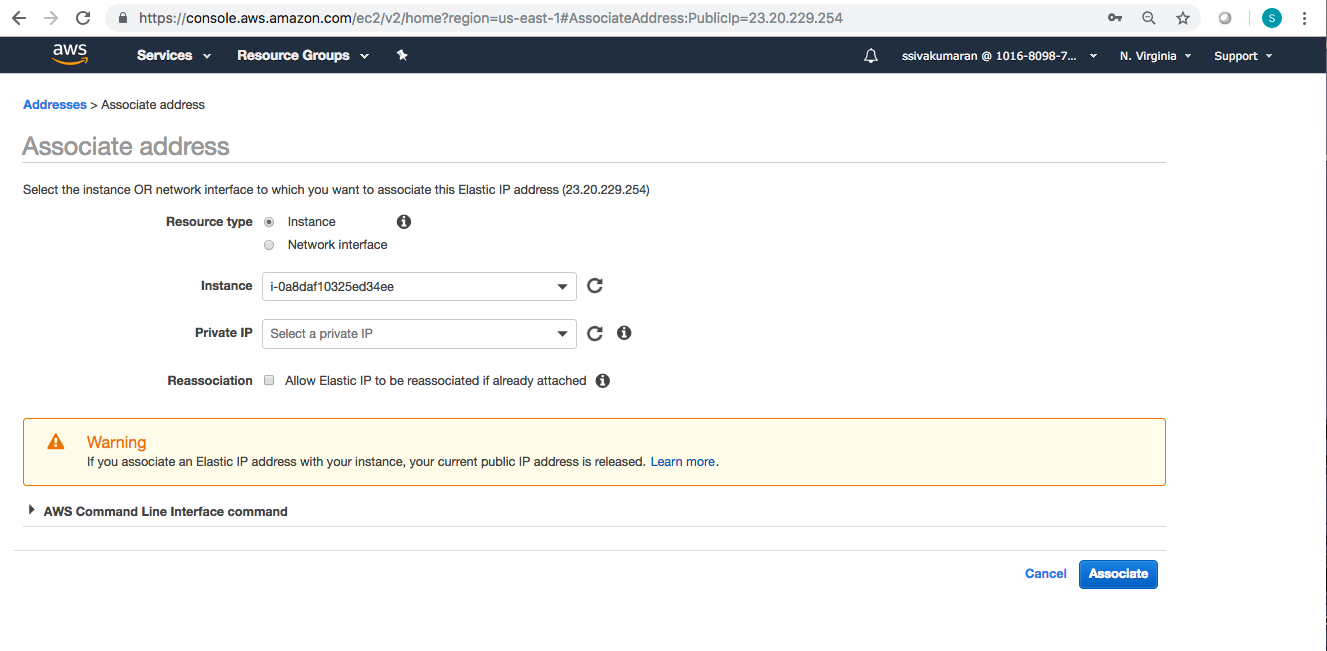 https://console.aws.amazon.com/ec2/v2/home?region=us-east-1#AssociateAddress:PublicIp=23.20.229.254
S
aws Services Resource Groups ssivakumaran @ 1016-8098-7... N. Virginia Support
Addresses > Associate address
Associate address
Select the instance OR network interface to which you want to associate this Elastic IP address (23.20.229.254)
Resource type Instance
Network interface
Instance i-0a8daf10325ed34ee
Private IP Select a private IP
Reassociation Allow Elastic IP to be reassociated if already attached
Warning
If you associate an Elastic IP address with your instance, your current public IP address is released. Learn more.
AWS Command Line Interface command
Cancel Associate